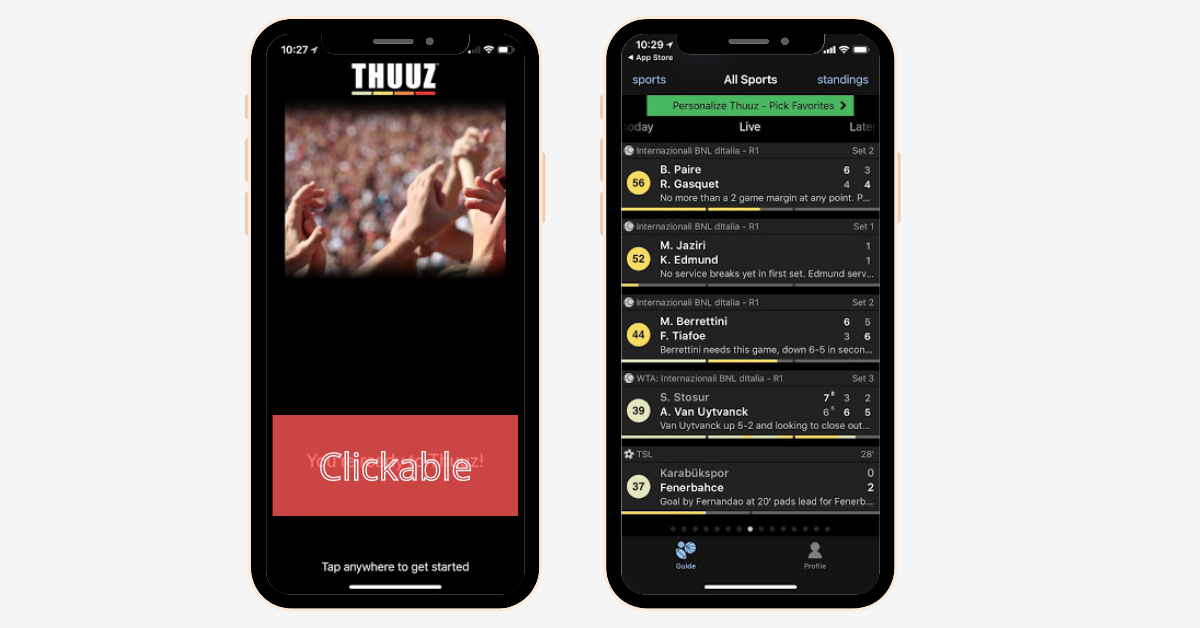 10:27
THUUZ
You're ready to Thuuz!
Clickable
Tap anywhere to get started
10:29
App Store
sports All Sports standings
Personalize Thuuz - Pick Favorites
oday Live Later
Internazionali BNL dItalia - R1 Set 2
56
B. Paire 6 3
R. Gasquet 4 4
No more than a 2 game margin at any point. P...
Internazionali BNL dItalia - R1 Set 1
52
M. Jaziri 1
K. Edmund 1
No service breaks yet in first set. Edmund serv...
Internazionali BNL dItalia - R1 Set 2
44
M. Berrettini 6 5
F. Tiafoe 3 6
Berrettini needs this game, down 6-5 in secon...
WTA: Internazionali BNL dItalia - R1 Set 3
39
S. Stosur 7 8 3 2
A. Van Uytvanck 6 6 6 5
Van Uytvanck up 5-2 and looking to close out...
TSL 28'
37
Karabükspor 0
Fenerbahce 2
Goal by Fernandao at 20' pads lead for Fenerb...
Guide Profile